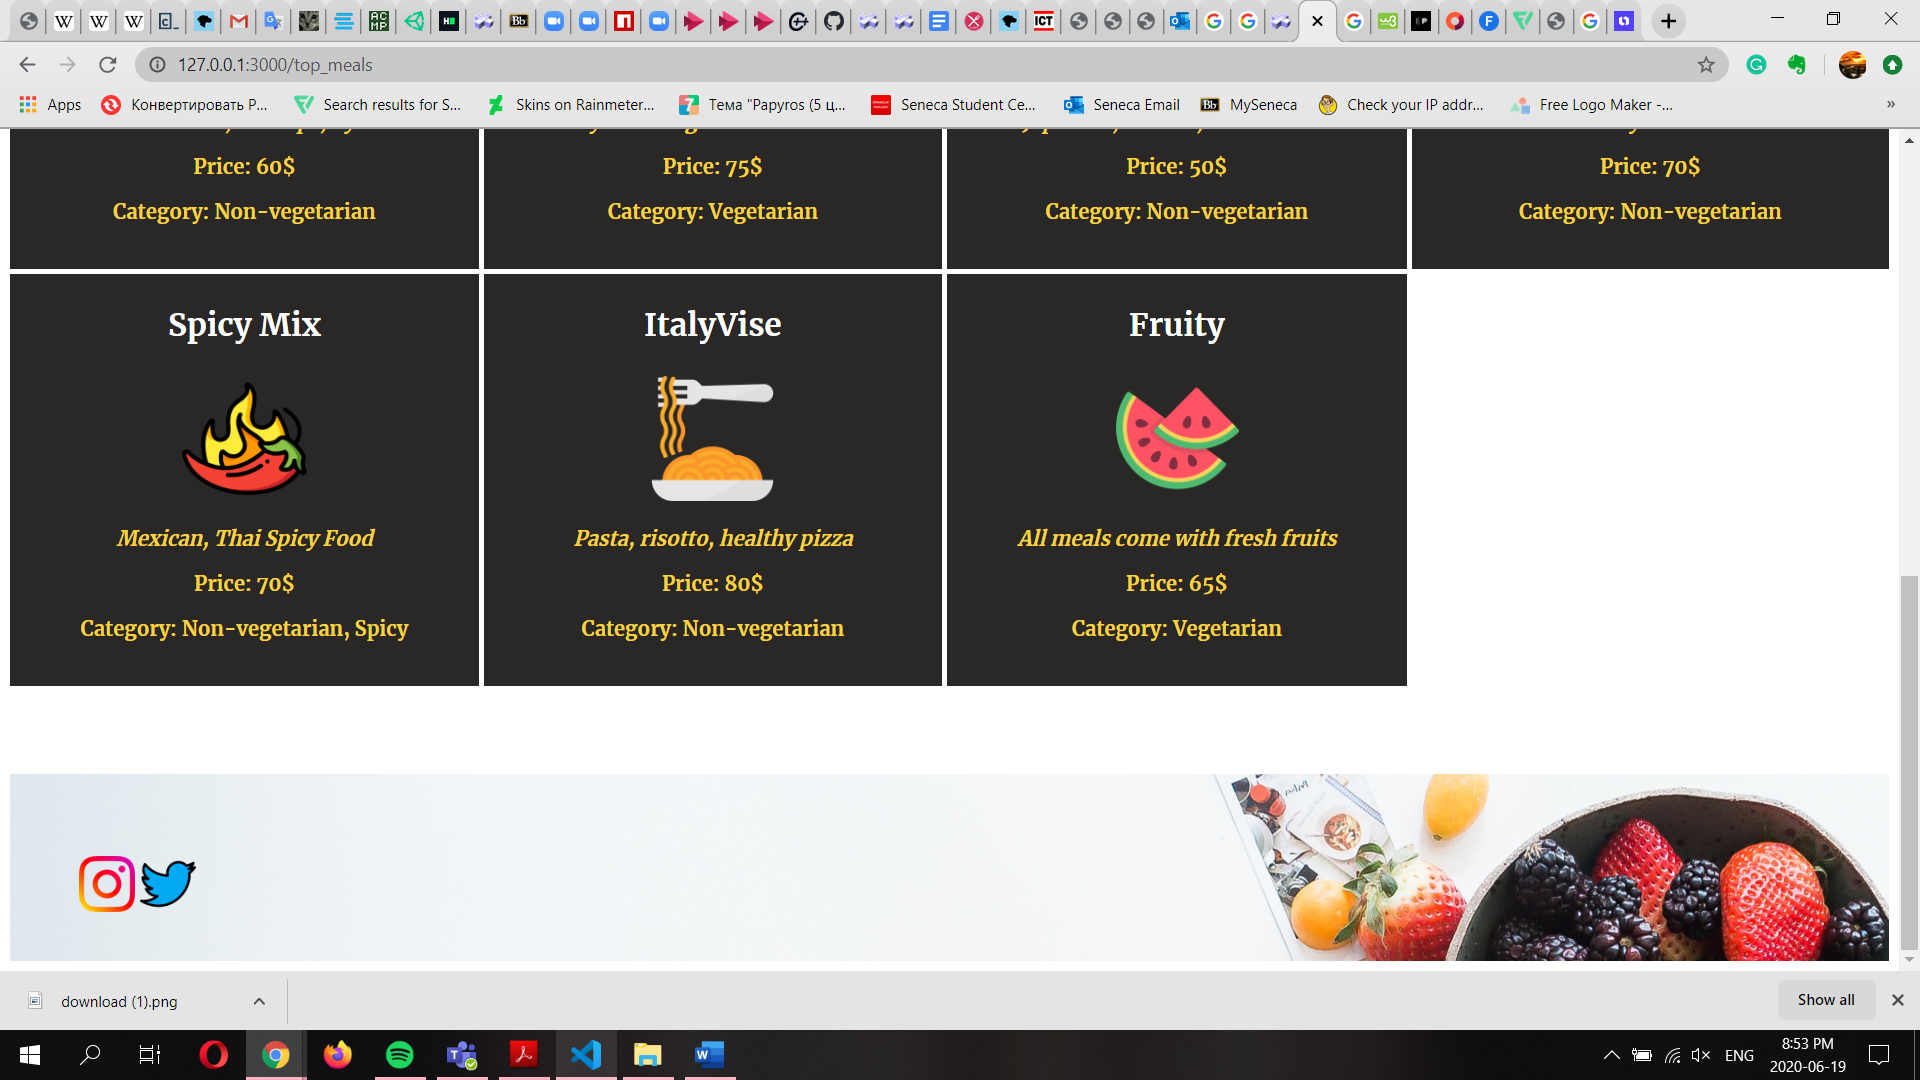 127.0.0.1:3000/top_meals
Apps
Конвертировать P...
Search results for S...
Skins on Rainmeter...
Тема "Papyros (5 ц...
Seneca Student Ce...
Seneca Email
Bb MySeneca
Check your IP addr...
Free Logo Maker -...
»
Price: 60$
Price: 75$
Price: 50$
Price: 70$
Category: Non-vegetarian
Category: Vegetarian
Category: Non-vegetarian
Category: Non-vegetarian
Spicy Mix
ItalyVise
Fruity
Mexican, Thai Spicy Food
Pasta, risotto, healthy pizza
All meals come with fresh fruits
Price: 70$
Price: 80$
Price: 65$
Category: Non-vegetarian, Spicy
Category: Non-vegetarian
Category: Vegetarian
download (1).png
Show all
ENG
8:53 PM
2020-06-19